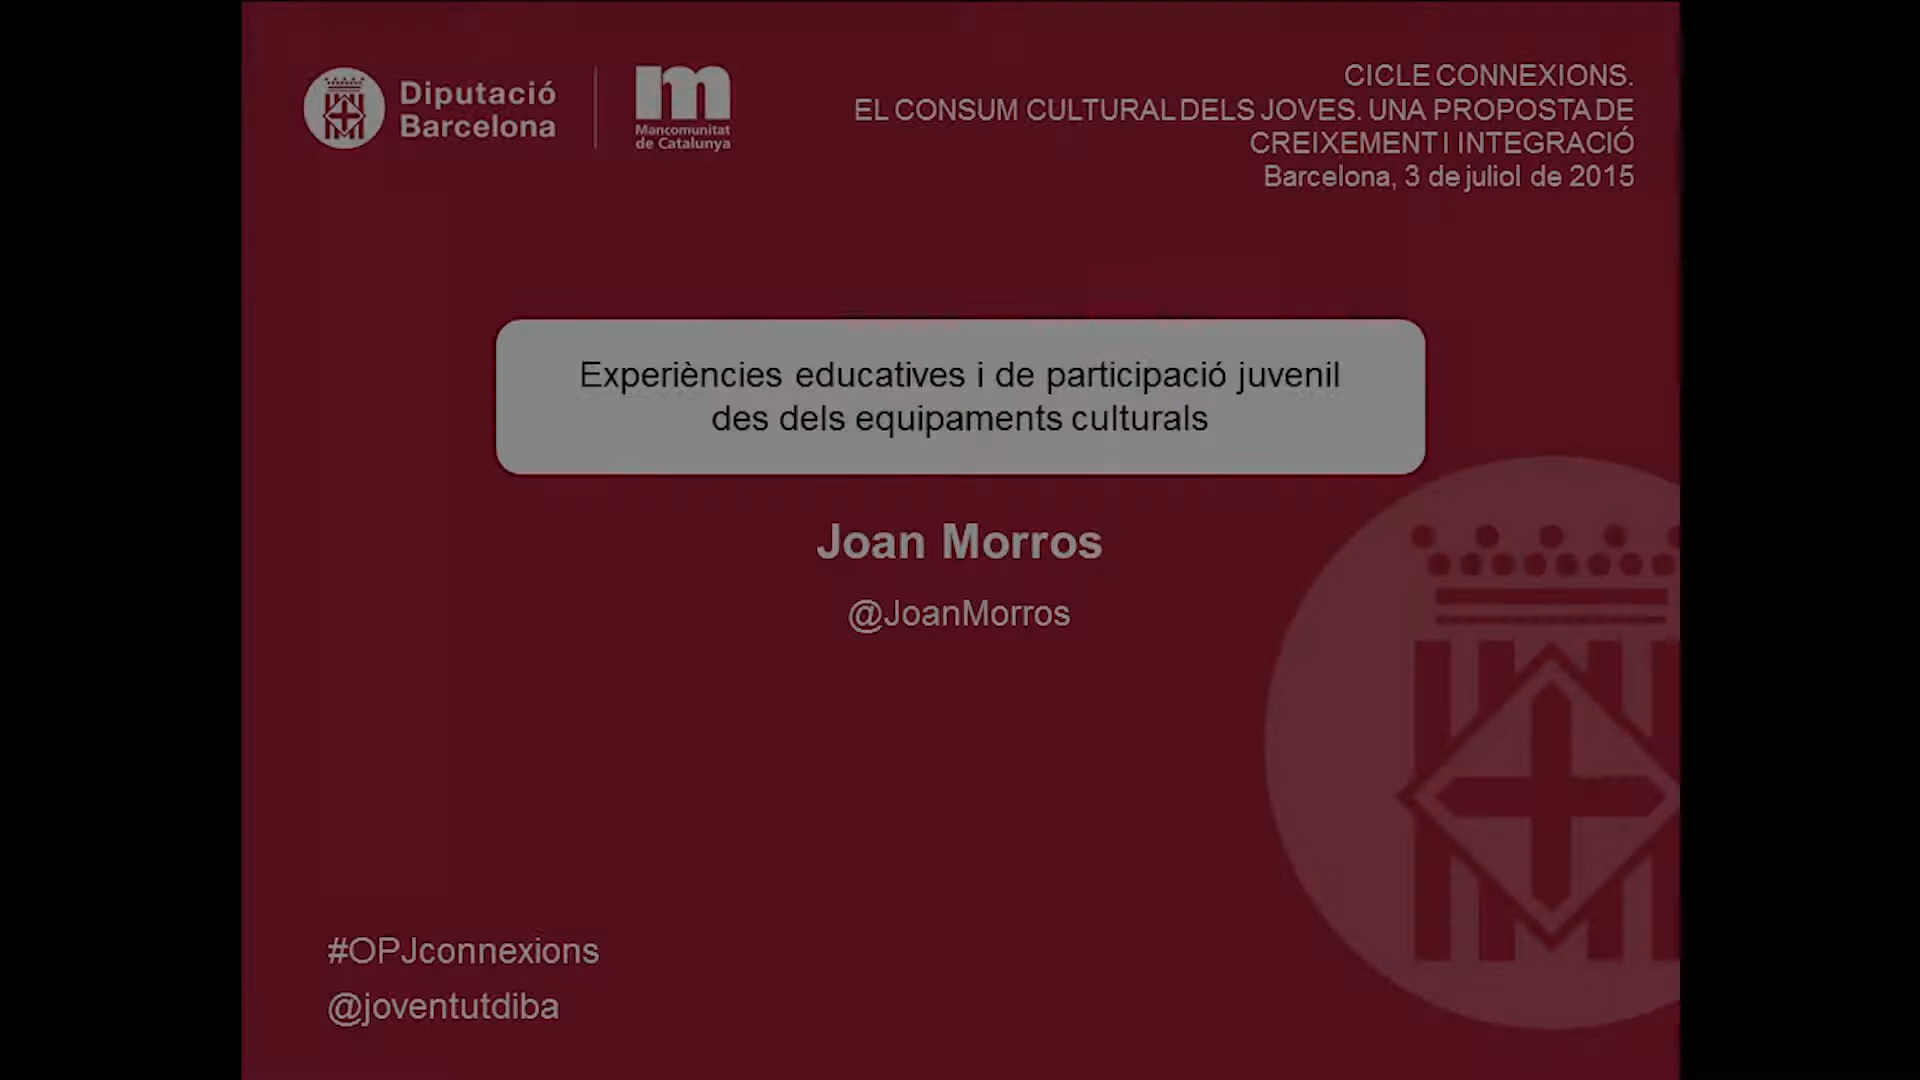 Diputació
Barcelona
Mancomunitat
de Catalunya
CICLE CONNEXIONS.
EL CONSUM CULTURAL DELS JOVES. UNA PROPOSTA DE
CREIXEMENT I INTEGRACIÓ
Barcelona, 3 de juliol de 2015
Experiències educatives i de participació juvenil
des dels equipaments culturals
Joan Morros
@JoanMorros
#OPJconnexions
@joventutdiba